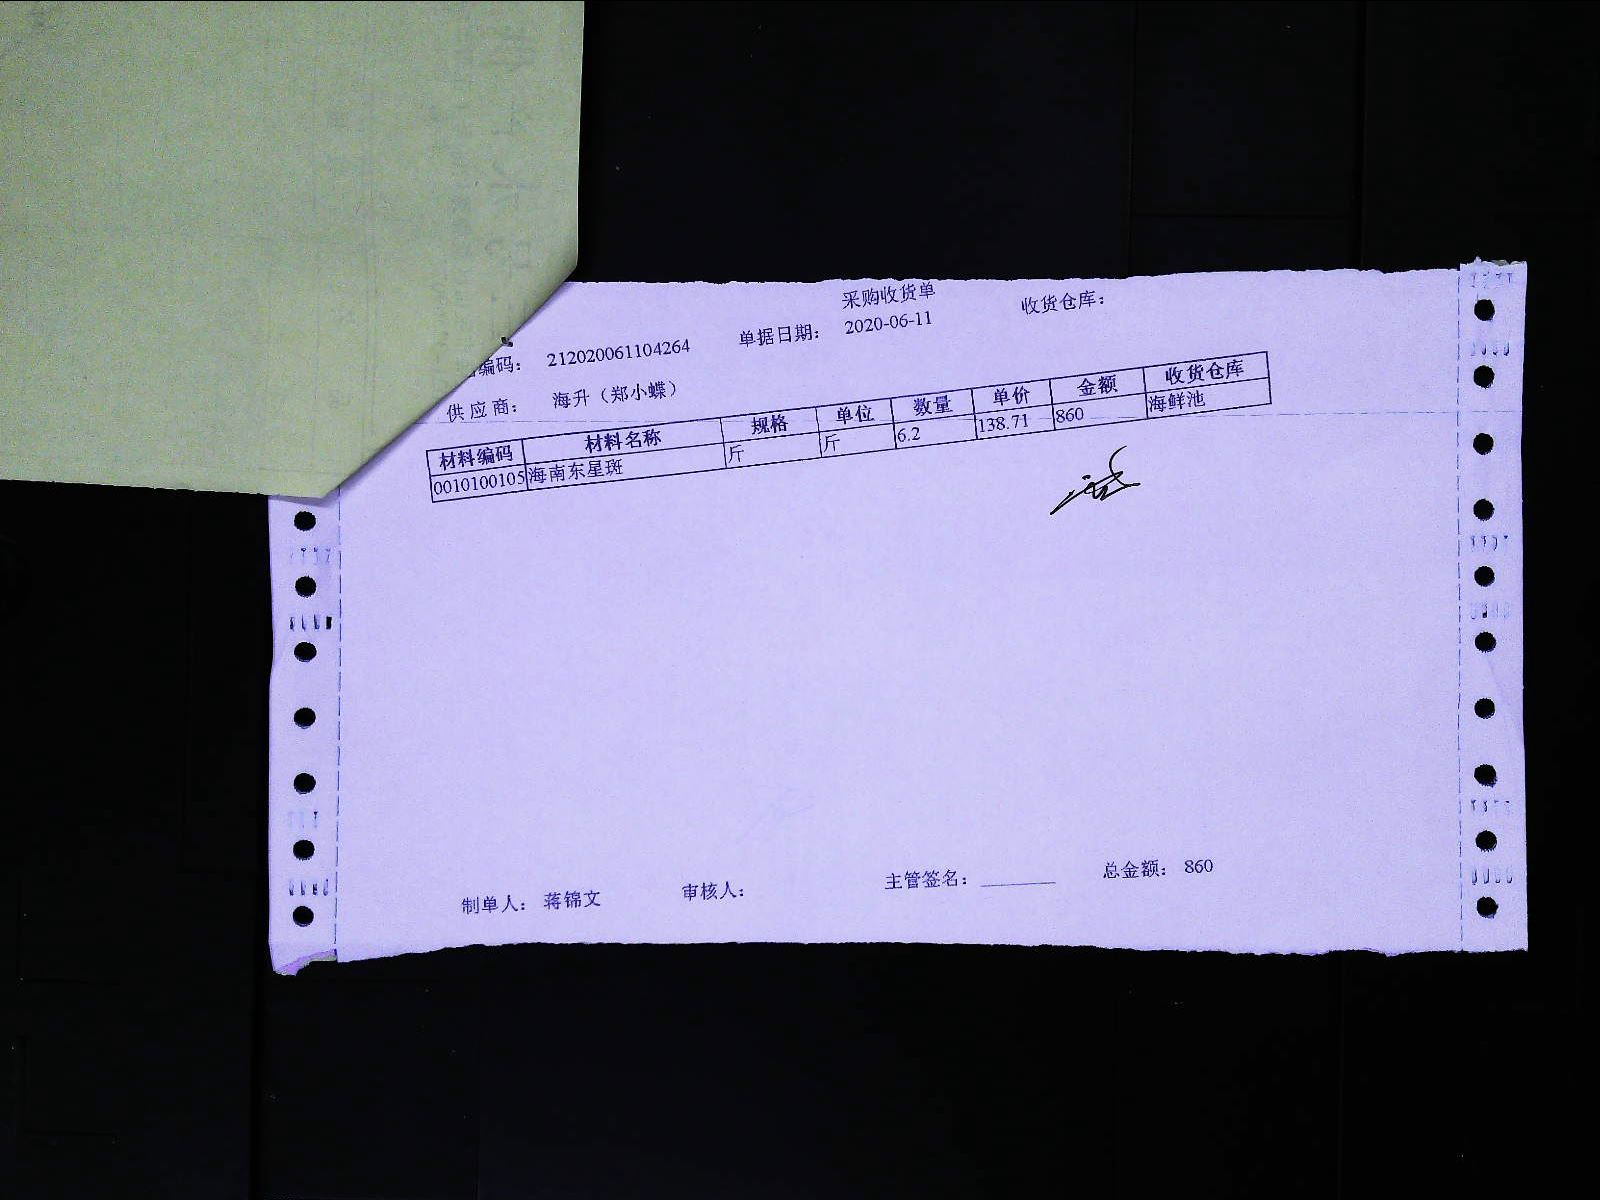 采购收货单
编码： 212020061104264 单据日期： 2020-06-11 收货仓库：
供应商： 海升（郑小蝶）
材料编码 材料名称 规格 单位 数量 单价 金额 收货仓库
0010100105 海南东星斑 斤 斤 6.2 138.71 860 海鲜池
制单人： 蒋锦文 审核人： 主管签名： ______ 总金额： 860